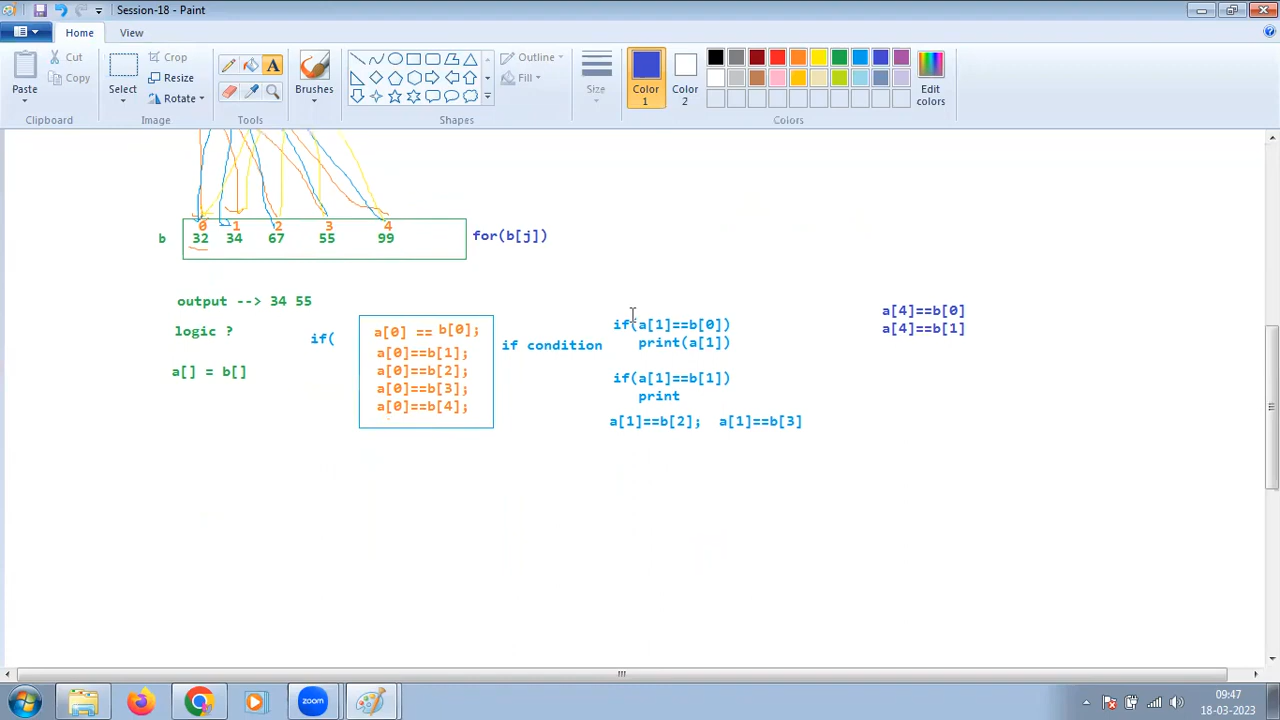 Session-18 - Paint
Home
View
Paste
Cut
Copy
Clipboard
Select
Crop
Resize
Rotate
Image
A
Tools
Brushes
Shapes
Outline
Fill
Size
Color
1
Color
2
Edit
colors
Colors
0 1 2 3 4
b 32 34 67 55 99 for(b[j])
output --> 34 55
logic ?
a[] = b[]
if(
a[0] == b[0];
a[0]==b[1];
a[0]==b[2];
a[0]==b[3];
a[0]==b[4];
if condition
if(a[1]==b[0])
print(a[1])
if(a[1]==b[1])
print
a[1]==b[2]; a[1]==b[3]
a[4]==b[0]
a[4]==b[1]
zoom
09:47
18-03-2023